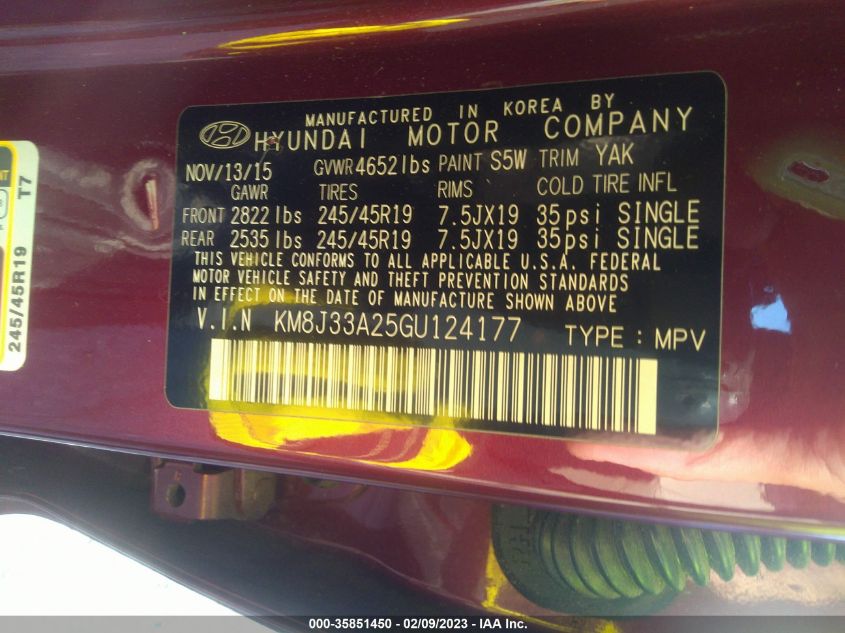 MANUFACTURED IN KOREA BY
HYUNDAI MOTOR COMPANY
NOV/13/15 GVWR 4652 lbs PAINT S5W TRIM YAK
GAWR TIRES RIMS COLD TIRE INFL
FRONT 2822 lbs 245/45R19 7.5JX19 35psi SINGLE
REAR 2535 lbs 245/45R19 7.5JX19 35psi SINGLE
THIS VEHICLE CONFORMS TO ALL APPLICABLE U.S.A. FEDERAL
MOTOR VEHICLE SAFETY AND THEFT PREVENTION STANDARDS
IN EFFECT ON THE DATE OF MANUFACTURE SHOWN ABOVE
V.I.N KM8J33A25GU124177 TYPE : MPV
245/45R19 T7
000-35851450 - 02/09/2023 - IAA Inc.